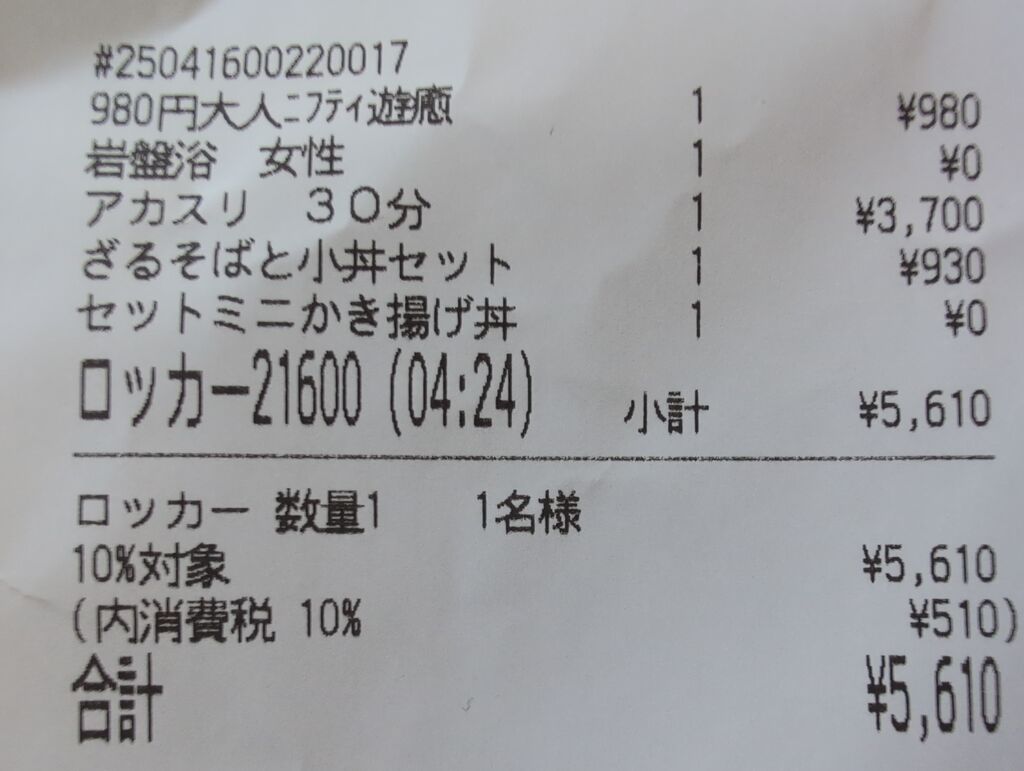 #25041600220017
980円大人ニフティ遊癒 1 ¥980
岩盤浴 女性 1 ¥0
アカスリ 30分 1 ¥3,700
ざるそばと小丼セット 1 ¥930
セットミニかき揚げ丼 1 ¥0
ロッカー21600 (04:24) 小計 ¥5,610
ロッカー 数量1 1名様
10%対象 ¥5,610
(内消費税 10% ¥510)
合計 ¥5,610